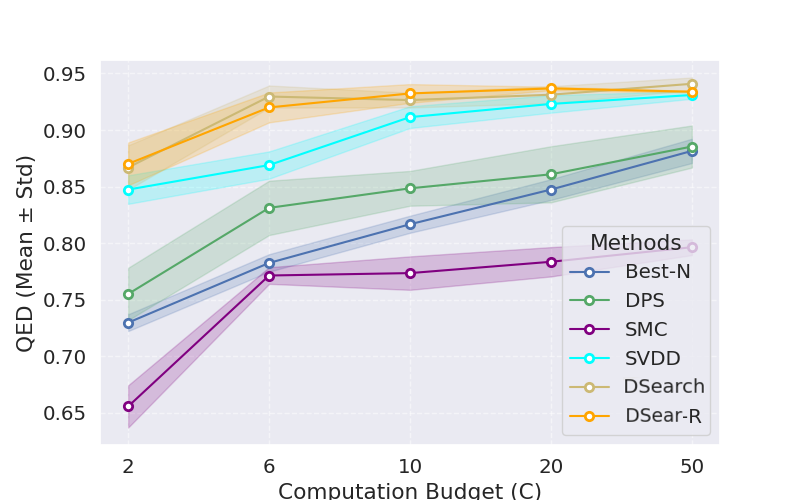 0.95
0.90
0.85
0.80
0.75
0.70
0.65
QED (Mean ± Std)
2
6
10
20
50
Computation Budget (C)
Methods
Best-N
DPS
SMC
SVDD
DSearch
DSear-R